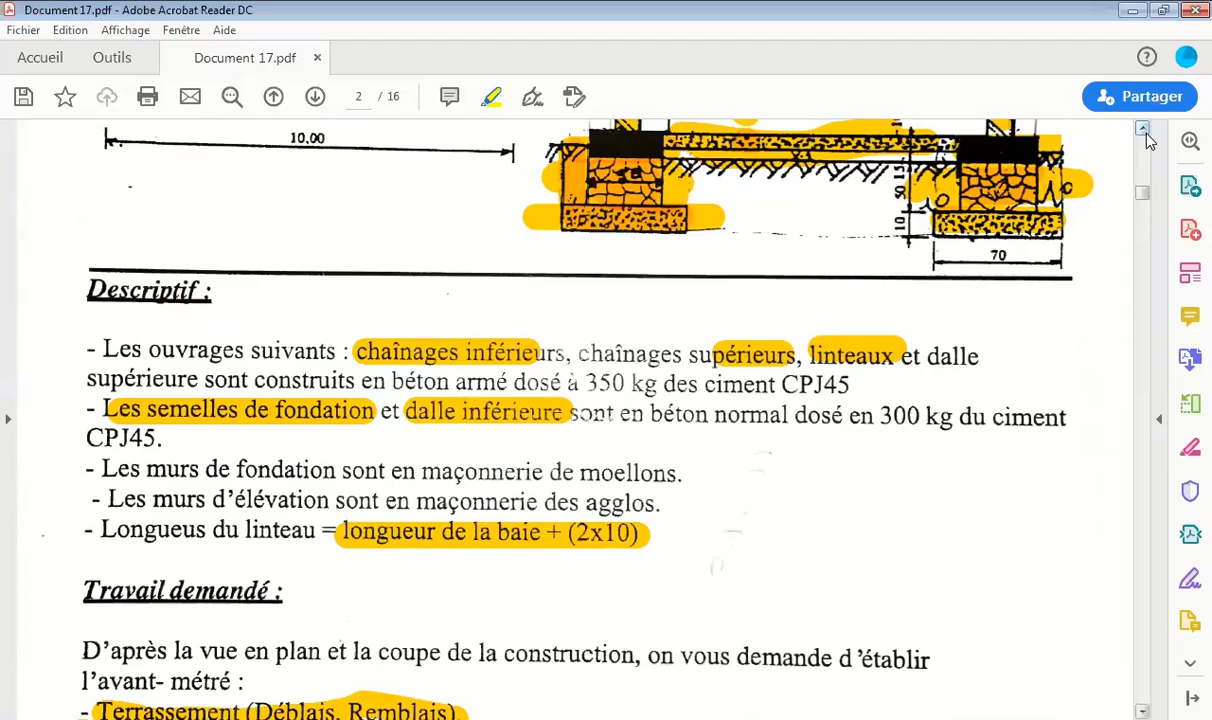 Document 17.pdf - Adobe Acrobat Reader DC
Fichier Edition Affichage Fenêtre Aide
Accueil Outils Document 17.pdf ×
2 / 16
Partager
10,00
10
70
Descriptif :
- Les ouvrages suivants : chaînages inférieurs, chaînages supérieurs, linteaux et dalle
supérieure sont construits en béton armé dosé à 350 kg des ciment CPJ45
- Les semelles de fondation et dalle inférieure sont en béton normal dosé en 300 kg du ciment
CPJ45.
- Les murs de fondation sont en maçonnerie de moellons.
- Les murs d'élévation sont en maçonnerie des agglos.
- Longueus du linteau = longueur de la baie + (2x10)
Travail demandé :
D'après la vue en plan et la coupe de la construction, on vous demande d'établir
l'avant- métré :
- Terrassement (Déblais, Remblais).